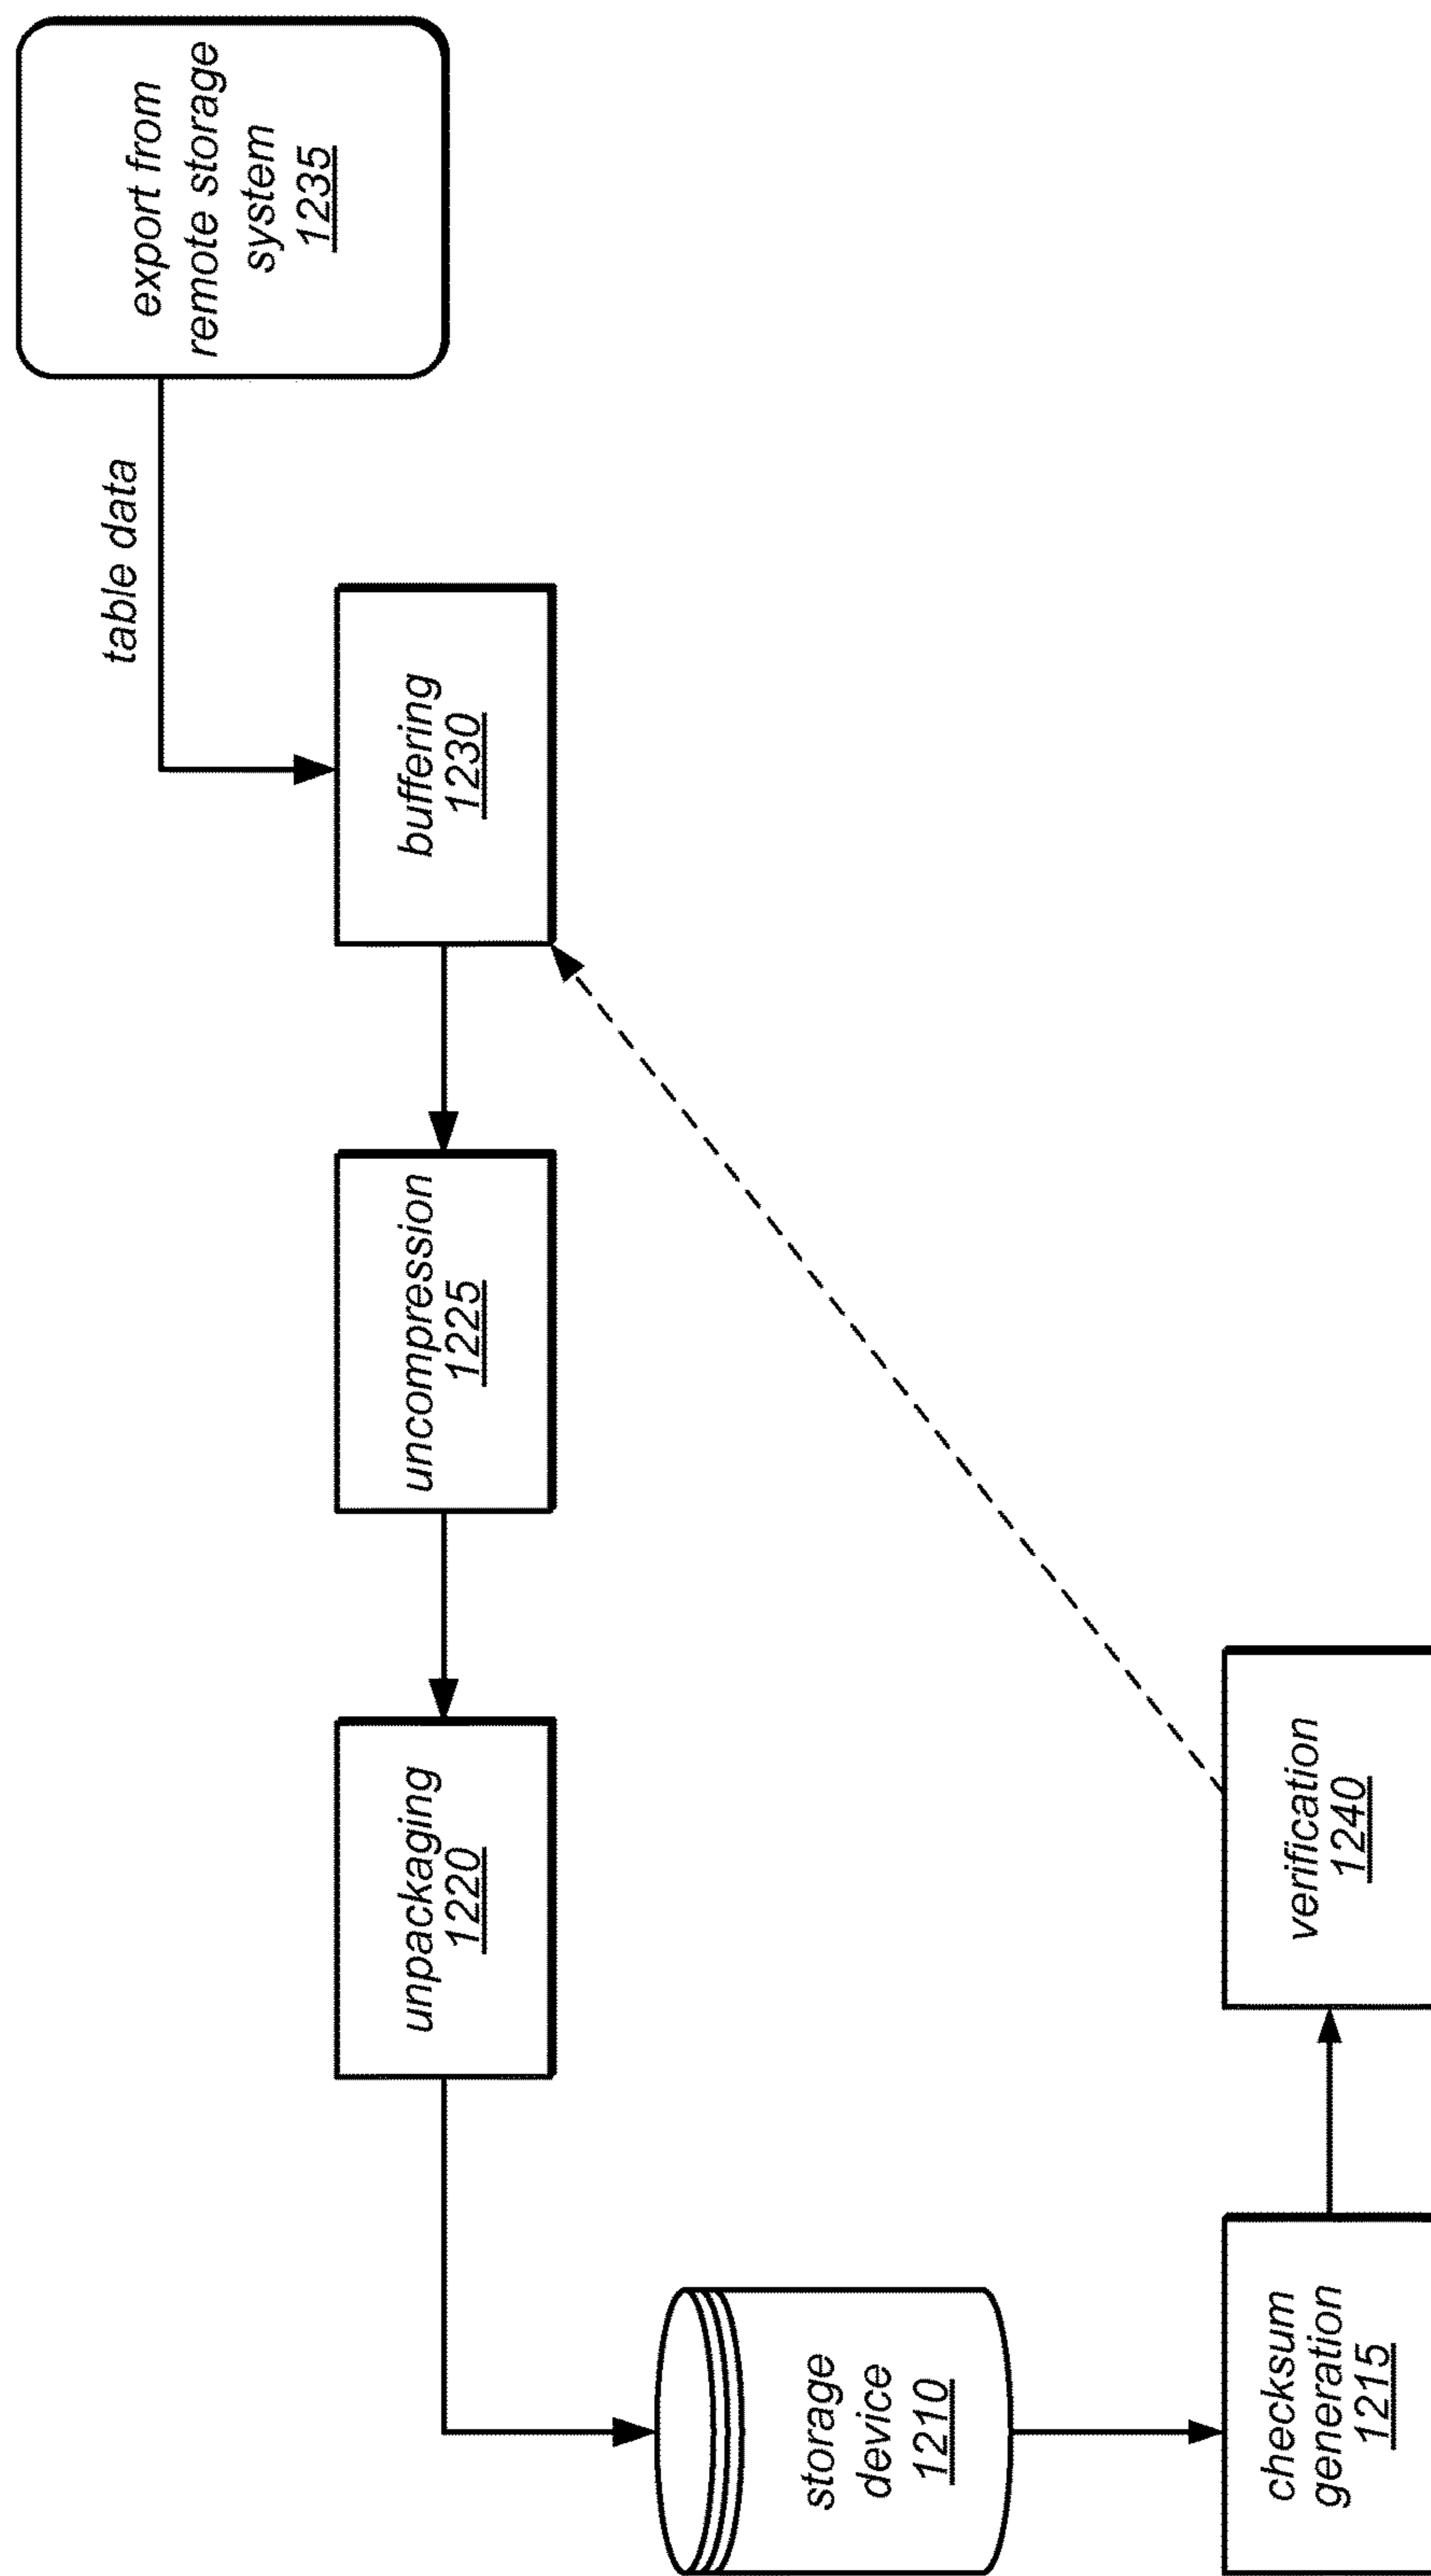 export from
remote storage
system
1235
table data
buffering
1230
uncompression
1225
unpackaging
1220
storage
device
1210
checksum
generation
1215
verification
1240